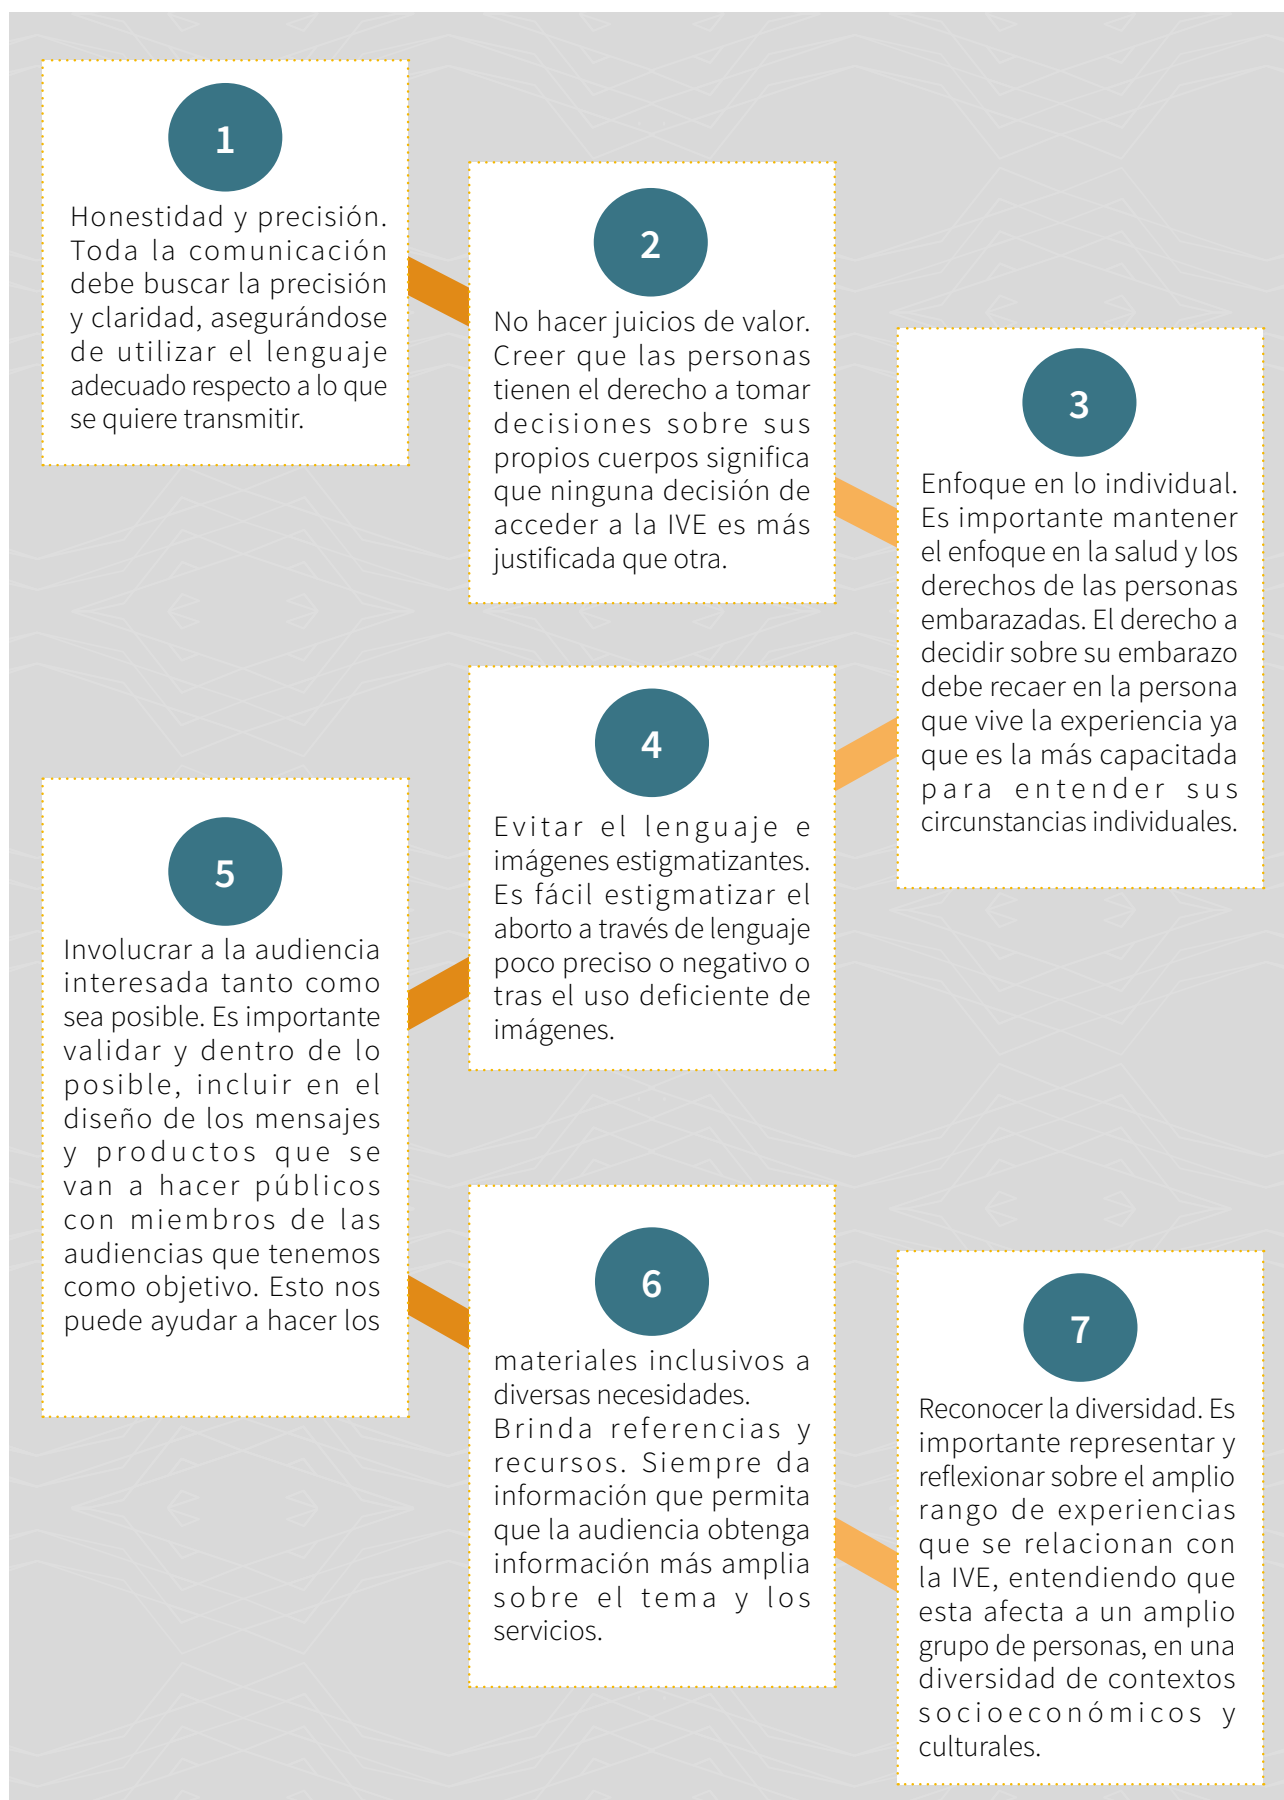 1
Honestidad y precisión.
Toda la comunicación
debe buscar la precisión
y claridad, asegurándose
de utilizar el lenguaje
adecuado respecto a lo que
se quiere transmitir.
2
No hacer juicios de valor.
Creer que las personas
tienen el derecho a tomar
decisiones sobre sus
propios cuerpos significa
que ninguna decisión de
acceder a la IVE es más
justificada que otra.
3
Enfoque en lo individual.
Es importante mantener
el enfoque en la salud y los
derechos de las personas
embarazadas. El derecho a
decidir sobre su embarazo
debe recaer en la persona
que vive la experiencia ya
que es la más capacitada
para entender sus
circunstancias individuales.
4
Evitar el lenguaje e
imágenes estigmatizantes.
Es fácil estigmatizar el
aborto a través de lenguaje
poco preciso o negativo o
tras el uso deficiente de
imágenes.
5
Involucrar a la audiencia
interesada tanto como
sea posible. Es importante
validar y dentro de lo
posible, incluir en el
diseño de los mensajes
y productos que se
van a hacer públicos
con miembros de las
audiencias que tenemos
como objetivo. Esto nos
puede ayudar a hacer los
6
materiales inclusivos a
diversas necesidades.
Brinda referencias y
recursos. Siempre da
información que permita
que la audiencia obtenga
información más amplia
sobre el tema y los
servicios.
7
Reconocer la diversidad. Es
importante representar y
reflexionar sobre el amplio
rango de experiencias
que se relacionan con
la IVE, entendiendo que
esta afecta a un amplio
grupo de personas, en una
diversidad de contextos
socioeconómicos y
culturales.